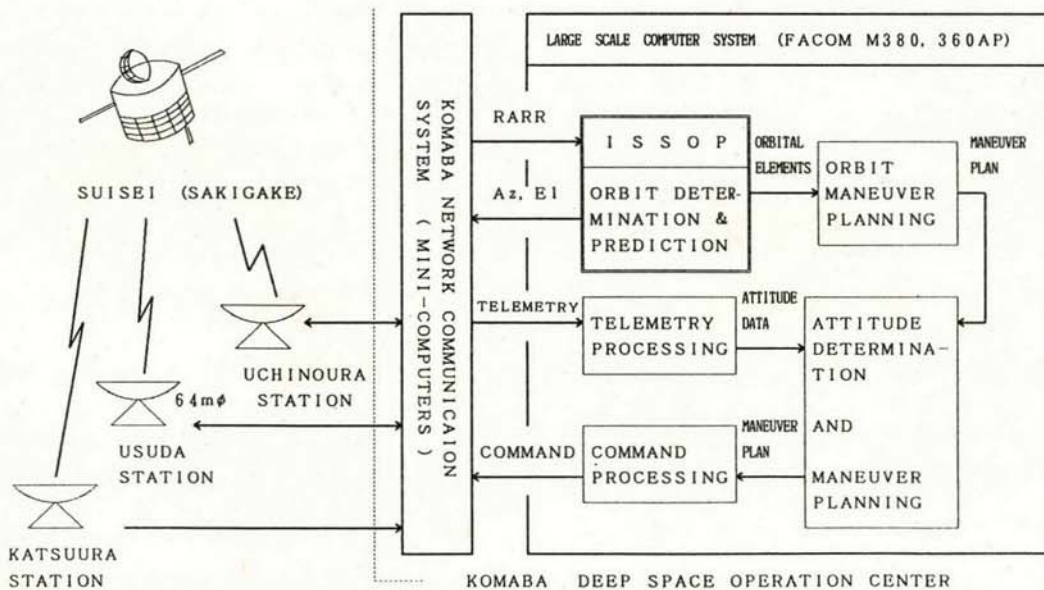 LARGE SCALE COMPUTER SYSTEM (FACOM M380, 360AP)
SUISEI (SAKIGAKE)
UCHINOURA
STATION
64mφ
USUDA
STATION
KATSUURA
STATION
KOMABA NETWORK COMMUNICAION
SYSTEM ( MINI-COMPUTERS )
RARR
Az, El
TELEMETRY
COMMAND
ISSOP
ORBIT DETER-
MINATION &
PREDICTION
ORBITAL
ELEMENTS
ORBIT
MANEUVER
PLANNING
MANEUVER
PLAN
TELEMETRY
PROCESSING
ATTITUDE
DATA
ATTITUDE
DETERMINA-
TION
AND
MANEUVER
PLANNING
MANEUVER
PLAN
COMMAND
PROCESSING
KOMABA DEEP SPACE OPERATION CENTER